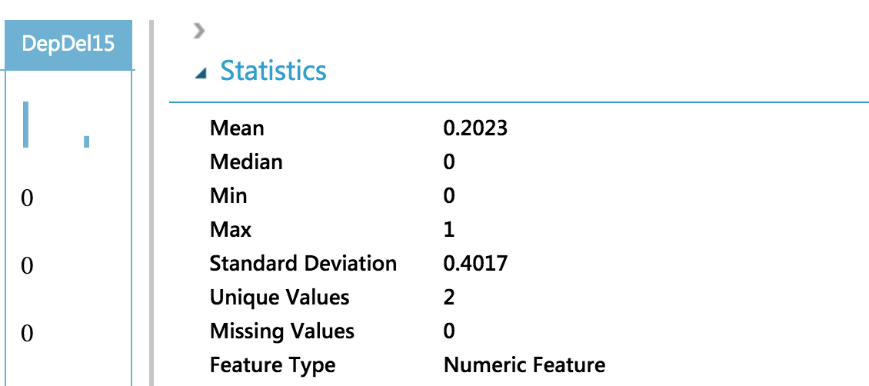 DepDel15
0
0
0
Statistics
Mean 0.2023
Median 0
Min 0
Max 1
Standard Deviation 0.4017
Unique Values 2
Missing Values 0
Feature Type Numeric Feature